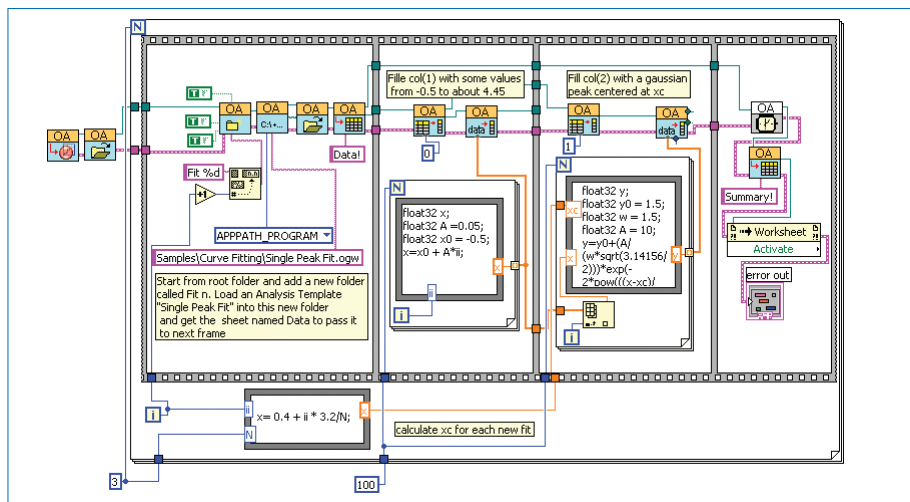 N
OA
OA
T
T
T
OA
OA
C:\+...
OA
OA
Data!
Fit %d
+1
APPPATH_PROGRAM
Samples\Curve Fitting\Single Peak Fit.ogw
Start from root folder and add a new folder
called Fit n. Load an Analysis Template
"Single Peak Fit" into this new folder
and get the sheet named Data to pass it
to next frame
Fille col(1) with some values
from -0.5 to about 4.45
OA
OA
data
0
N
float32 x;
float32 A =0.05;
float32 x0 = -0.5;
x=x0 + A*ii;
x
ii
i
Fill col(2) with a gaussian
peak centered at xc
OA
OA
data
1
N
float32 y;
float32 y0 = 1.5;
float32 w = 1.5;
float32 A = 10;
y=y0+(A/
(w*sqrt(3.14156/
2)))*exp(-
2*pow(((x-xc)/
xc
x
y
i
OA
OA
Summary!
Worksheet
Activate
error out
i
ii
N
x= 0.4 + ii * 3.2/N;
x
calculate xc for each new fit
3
100